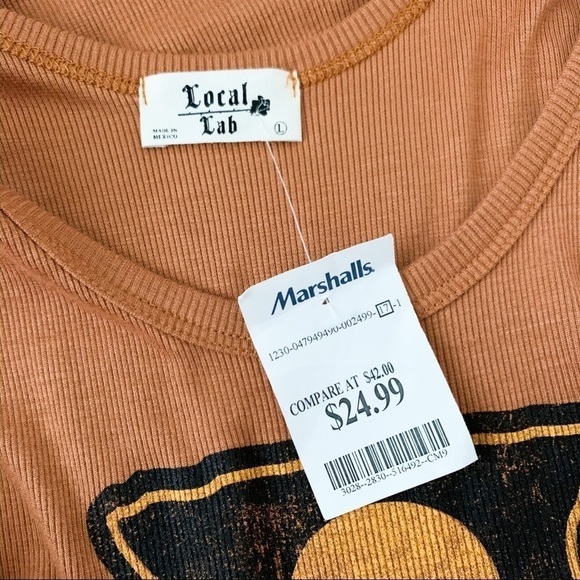 Local
Lab
MADE IN
MEXICO
L
Marshalls
1230-047949490-002499-17-1
COMPARE AT $42.00
$24.99
3028--2830--516492--CM9